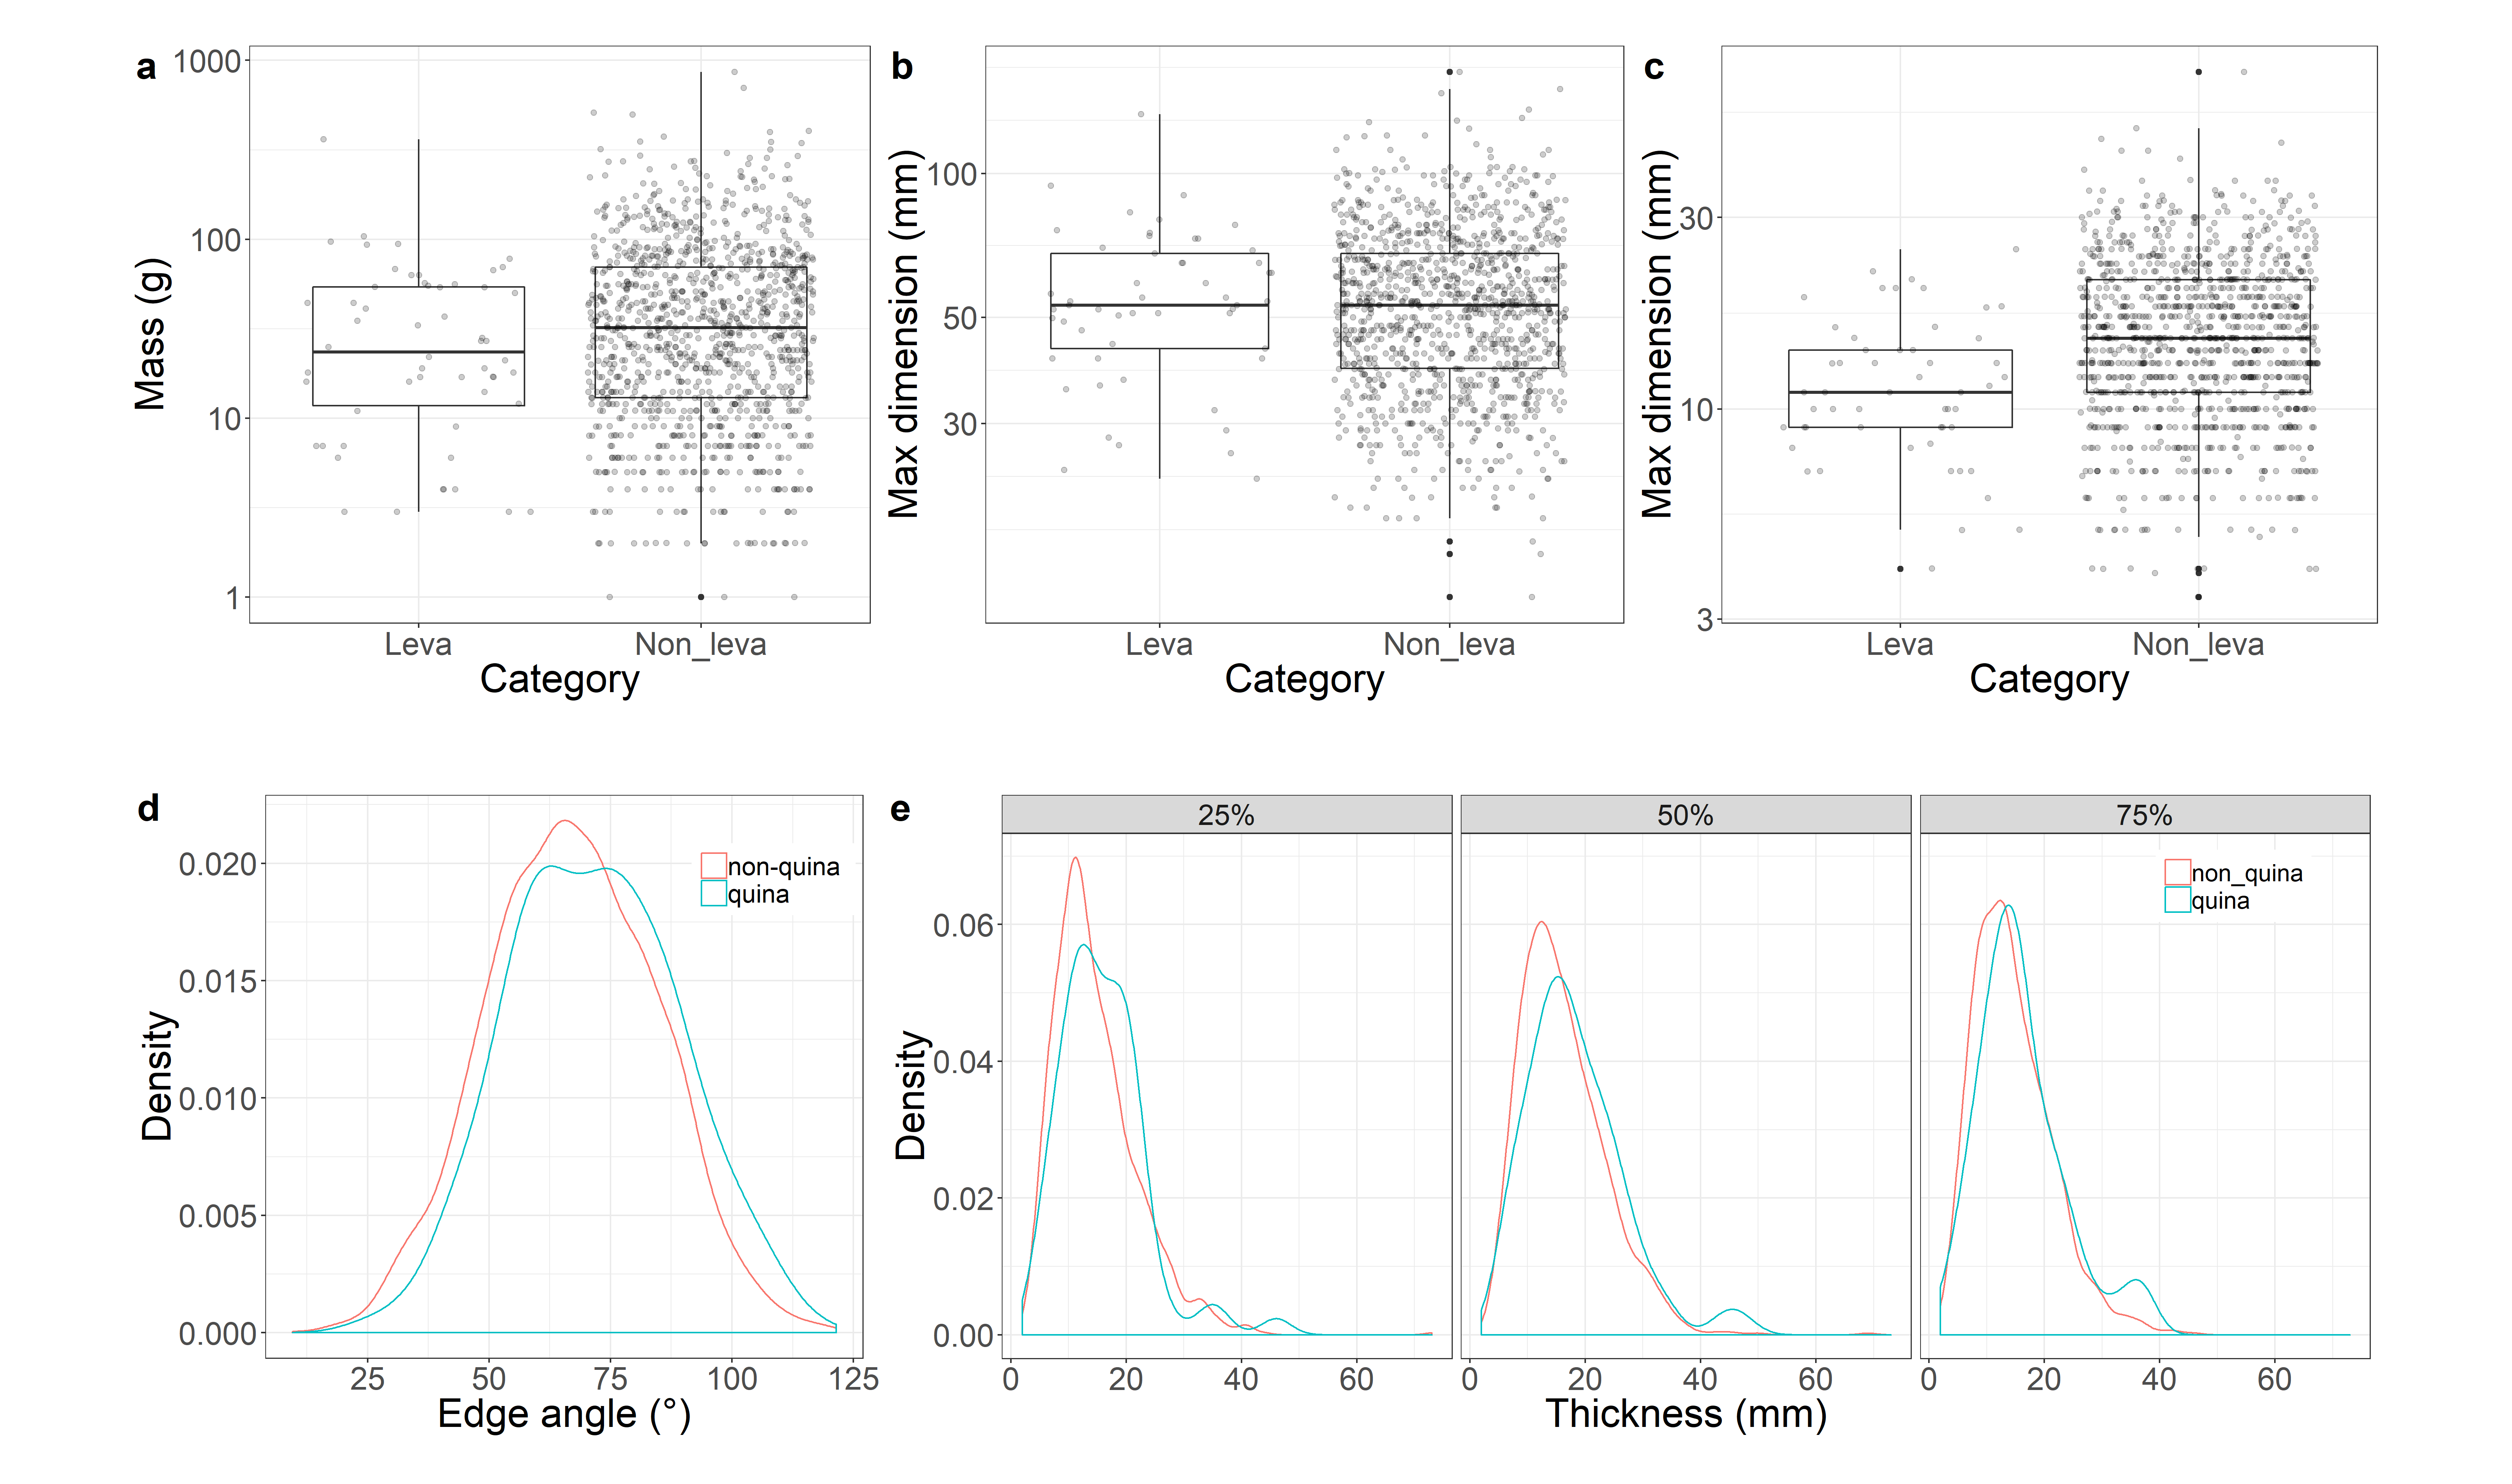 a
1000
100
10
1
Mass (g)
Leva
Non_leva
Category
b
100
50
30
Max dimension (mm)
Leva
Non_leva
Category
c
30
10
3
Max dimension (mm)
Leva
Non_leva
Category
d
0.020
0.015
0.010
0.005
0.000
Density
non-quina
quina
25
50
75
100
125
Edge angle (°)
e
25%
50%
75%
0.06
0.04
0.02
0.00
Density
non_quina
quina
0
20
40
60
0
20
40
60
0
20
40
60
Thickness (mm)